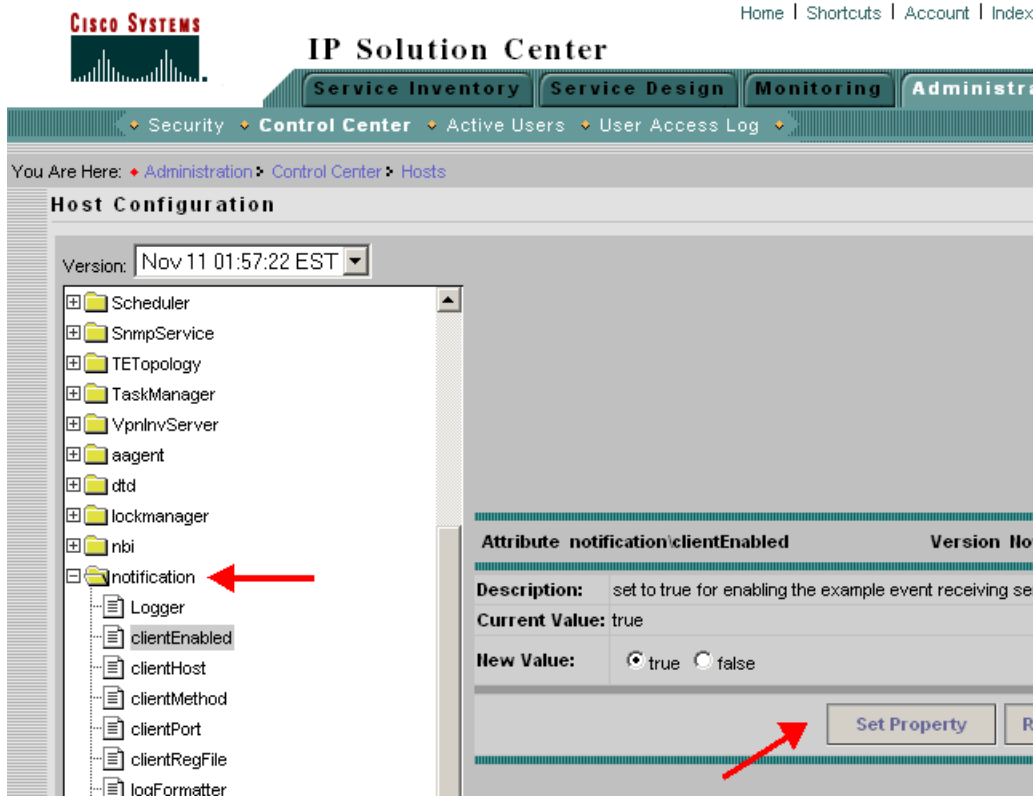 CISCO SYSTEMS
Home | Shortcuts | Account | Index
IP Solution Center
Service Inventory Service Design Monitoring Administra
Security Control Center Active Users User Access Log
You Are Here: Administration Control Center Hosts
Host Configuration
Version: Nov 11 01:57:22 EST
Scheduler
SnmpService
TETopology
TaskManager
VpnInvServer
aagent
dtd
lockmanager
nbi
notification
Logger
clientEnabled
clientHost
clientMethod
clientPort
clientRegFile
logFormatter
Attribute notification\clientEnabled Version No
Description: set to true for enabling the example event receiving se
Current Value: true
New Value: true false
Set Property R